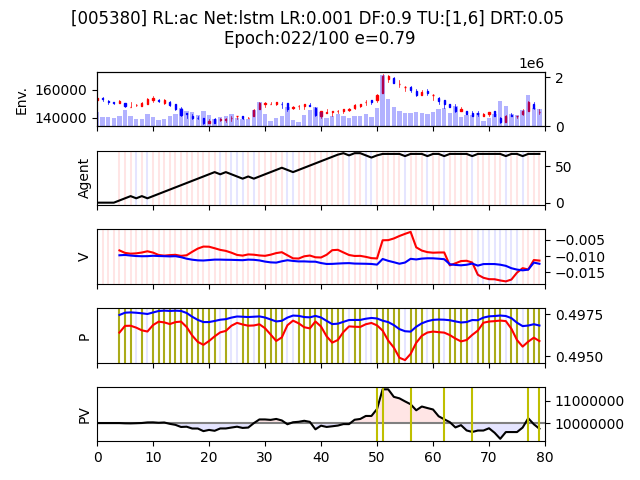 [005380] RL:ac Net:lstm LR:0.001 DF:0.9 TU:[1,6] DRT:0.05
Epoch:022/100 e=0.79
1e6
Env.
160000
140000
2
0
Agent
50
0
V
−0.005
−0.010
−0.015
P
0.4975
0.4950
PV
11000000
10000000
0 10 20 30 40 50 60 70 80